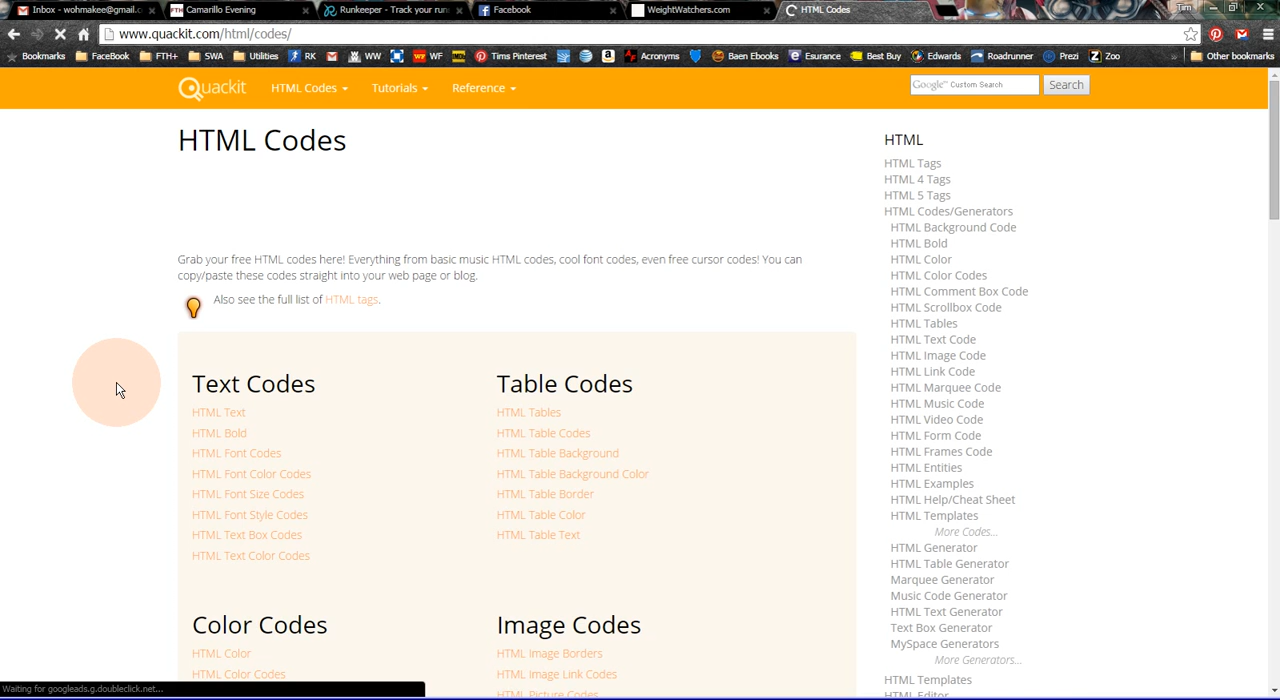 Inbox - wohmakee@gmail.c
Camarillo Evening
Runkeeper - Track your run
Facebook
WeightWatchers.com
HTML Codes
Tim
www.quackit.com/html/codes/
Bookmarks FaceBook FTH+ SWA Utilities RK WW WF Tims Pinterest Acronyms Baen Ebooks Esurance Best Buy Edwards Roadrunner Prezi Zoo » Other bookmarks
Quackit HTML Codes Tutorials Reference Google™ Custom Search Search
HTML Codes
Grab your free HTML codes here! Everything from basic music HTML codes, cool font codes, even free cursor codes! You can
copy/paste these codes straight into your web page or blog.
Also see the full list of HTML tags.
Text Codes
HTML Text
HTML Bold
HTML Font Codes
HTML Font Color Codes
HTML Font Size Codes
HTML Font Style Codes
HTML Text Box Codes
HTML Text Color Codes
Table Codes
HTML Tables
HTML Table Codes
HTML Table Background
HTML Table Background Color
HTML Table Border
HTML Table Color
HTML Table Text
Color Codes
HTML Color
HTML Color Codes
Image Codes
HTML Image Borders
HTML Image Link Codes
HTML Picture Codes
HTML
HTML Tags
HTML 4 Tags
HTML 5 Tags
HTML Codes/Generators
HTML Background Code
HTML Bold
HTML Color
HTML Color Codes
HTML Comment Box Code
HTML Scrollbox Code
HTML Tables
HTML Text Code
HTML Image Code
HTML Link Code
HTML Marquee Code
HTML Music Code
HTML Video Code
HTML Form Code
HTML Frames Code
HTML Entities
HTML Examples
HTML Help/Cheat Sheet
HTML Templates
More Codes...
HTML Generator
HTML Table Generator
Marquee Generator
Music Code Generator
HTML Text Generator
Text Box Generator
MySpace Generators
More Generators...
HTML Templates
HTML Editor
Waiting for googleads.g.doubleclick.net...